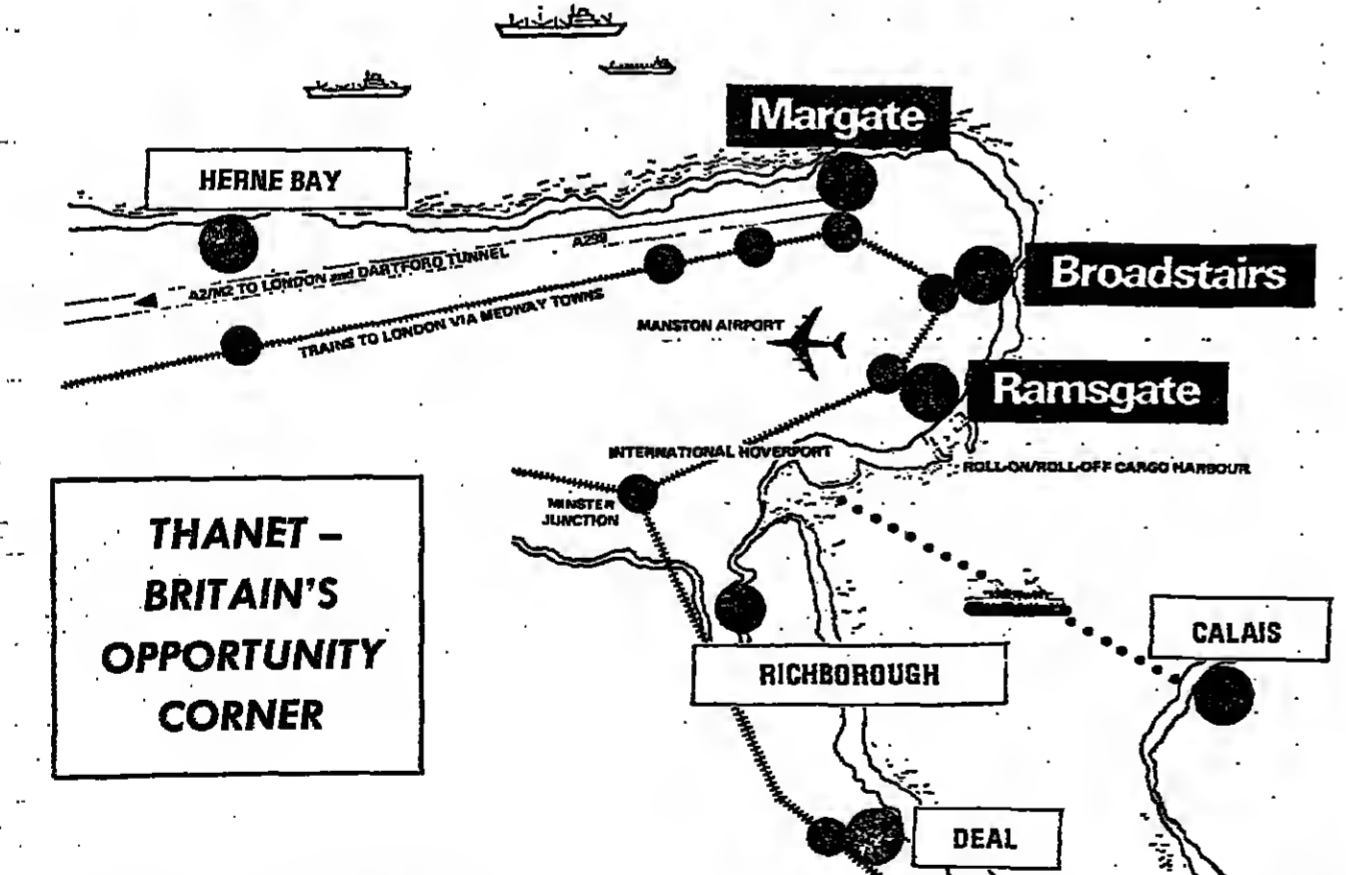 Margate
HERNE BAY
A299
A2/M2 TO LONDON and DARTFORD TUNNEL
Broadstairs
TRAINS TO LONDON VIA MEDWAY TOWNS
MANSTON AIRPORT
Ramsgate
INTERNATIONAL HOVERPORT
ROLL-ON/ROLL-OFF CARGO HARBOUR
MINSTER
JUNCTION
THANET –
BRITAIN'S
OPPORTUNITY
CORNER
CALAIS
RICHBOROUGH
DEAL